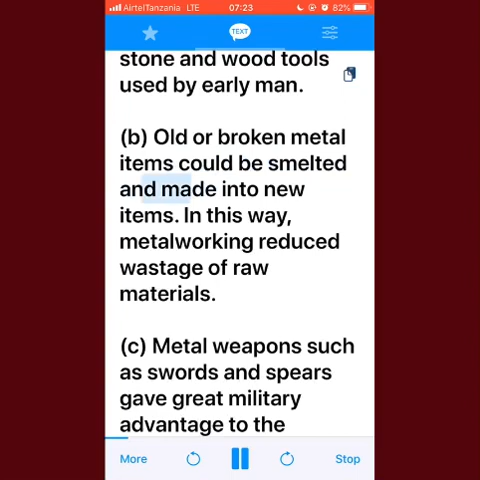 AirtelTanzania LTE 07:23 82%
TEXT
stone and wood tools
used by early man.
(b) Old or broken metal
items could be smelted
and made into new
items. In this way,
metalworking reduced
wastage of raw
materials.
(c) Metal weapons such
as swords and spears
gave great military
advantage to the
More Stop